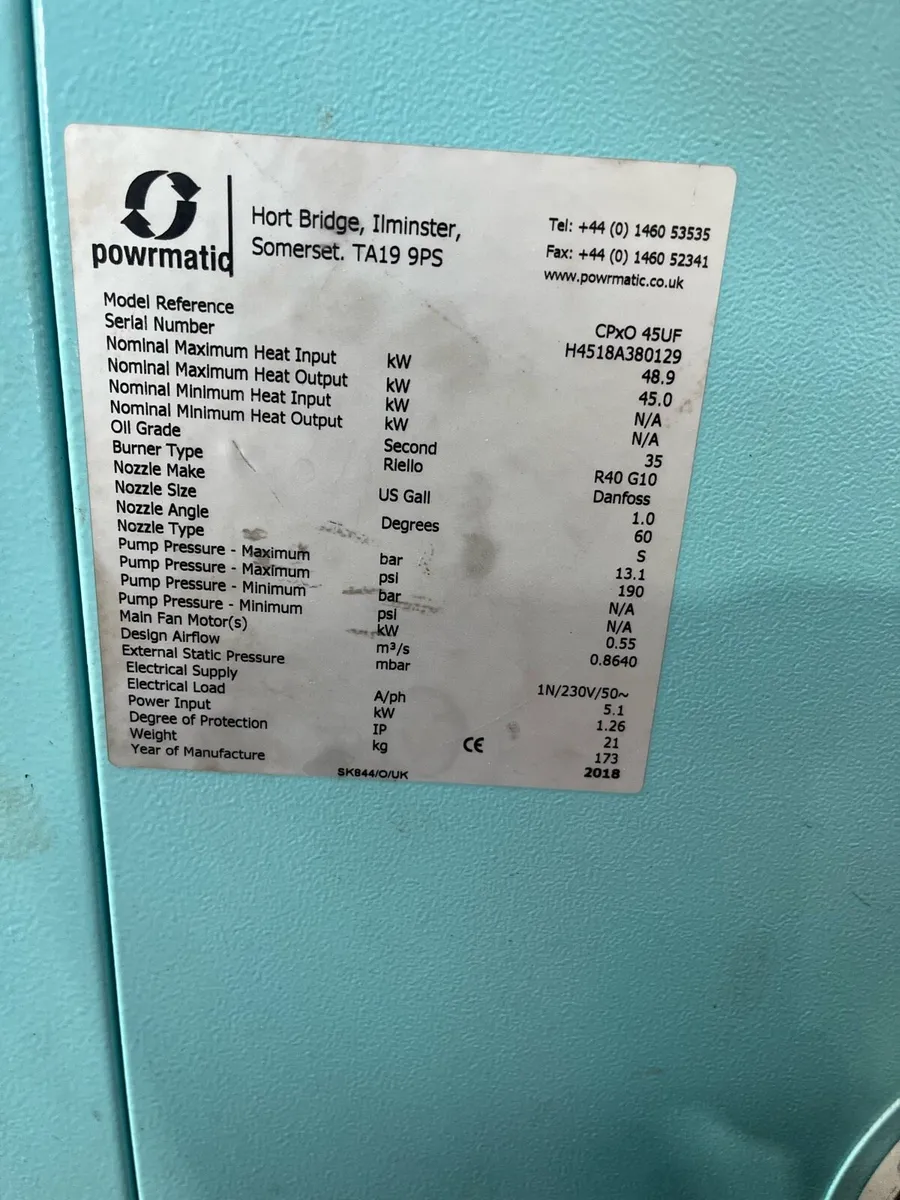 powrmatic
Hort Bridge, Ilminster,
Somerset. TA19 9PS
Tel: +44 (0) 1460 53535
Fax: +44 (0) 1460 52341
www.powrmatic.co.uk
Model Reference CPxO 45UF
Serial Number H4518A380129
Nominal Maximum Heat Input kW 48.9
Nominal Maximum Heat Output kW 45.0
Nominal Minimum Heat Input kW N/A
Nominal Minimum Heat Output kW N/A
Oil Grade Second 35
Burner Type Riello R40 G10
Nozzle Make Danfoss
Nozzle Size US Gall 1.0
Nozzle Angle Degrees 60
Nozzle Type S
Pump Pressure - Maximum bar 13.1
Pump Pressure - Maximum psi 190
Pump Pressure - Minimum bar N/A
Pump Pressure - Minimum psi N/A
Main Fan Motor(s) kW 0.55
Design Airflow m³/s 0.8640
External Static Pressure mbar
Electrical Supply 1N/230V/50~
Electrical Load A/ph 5.1
Power Input kW 1.26
Degree of Protection IP 21
Weight kg 173
Year of Manufacture 2018
CE
SKB44/O/UK